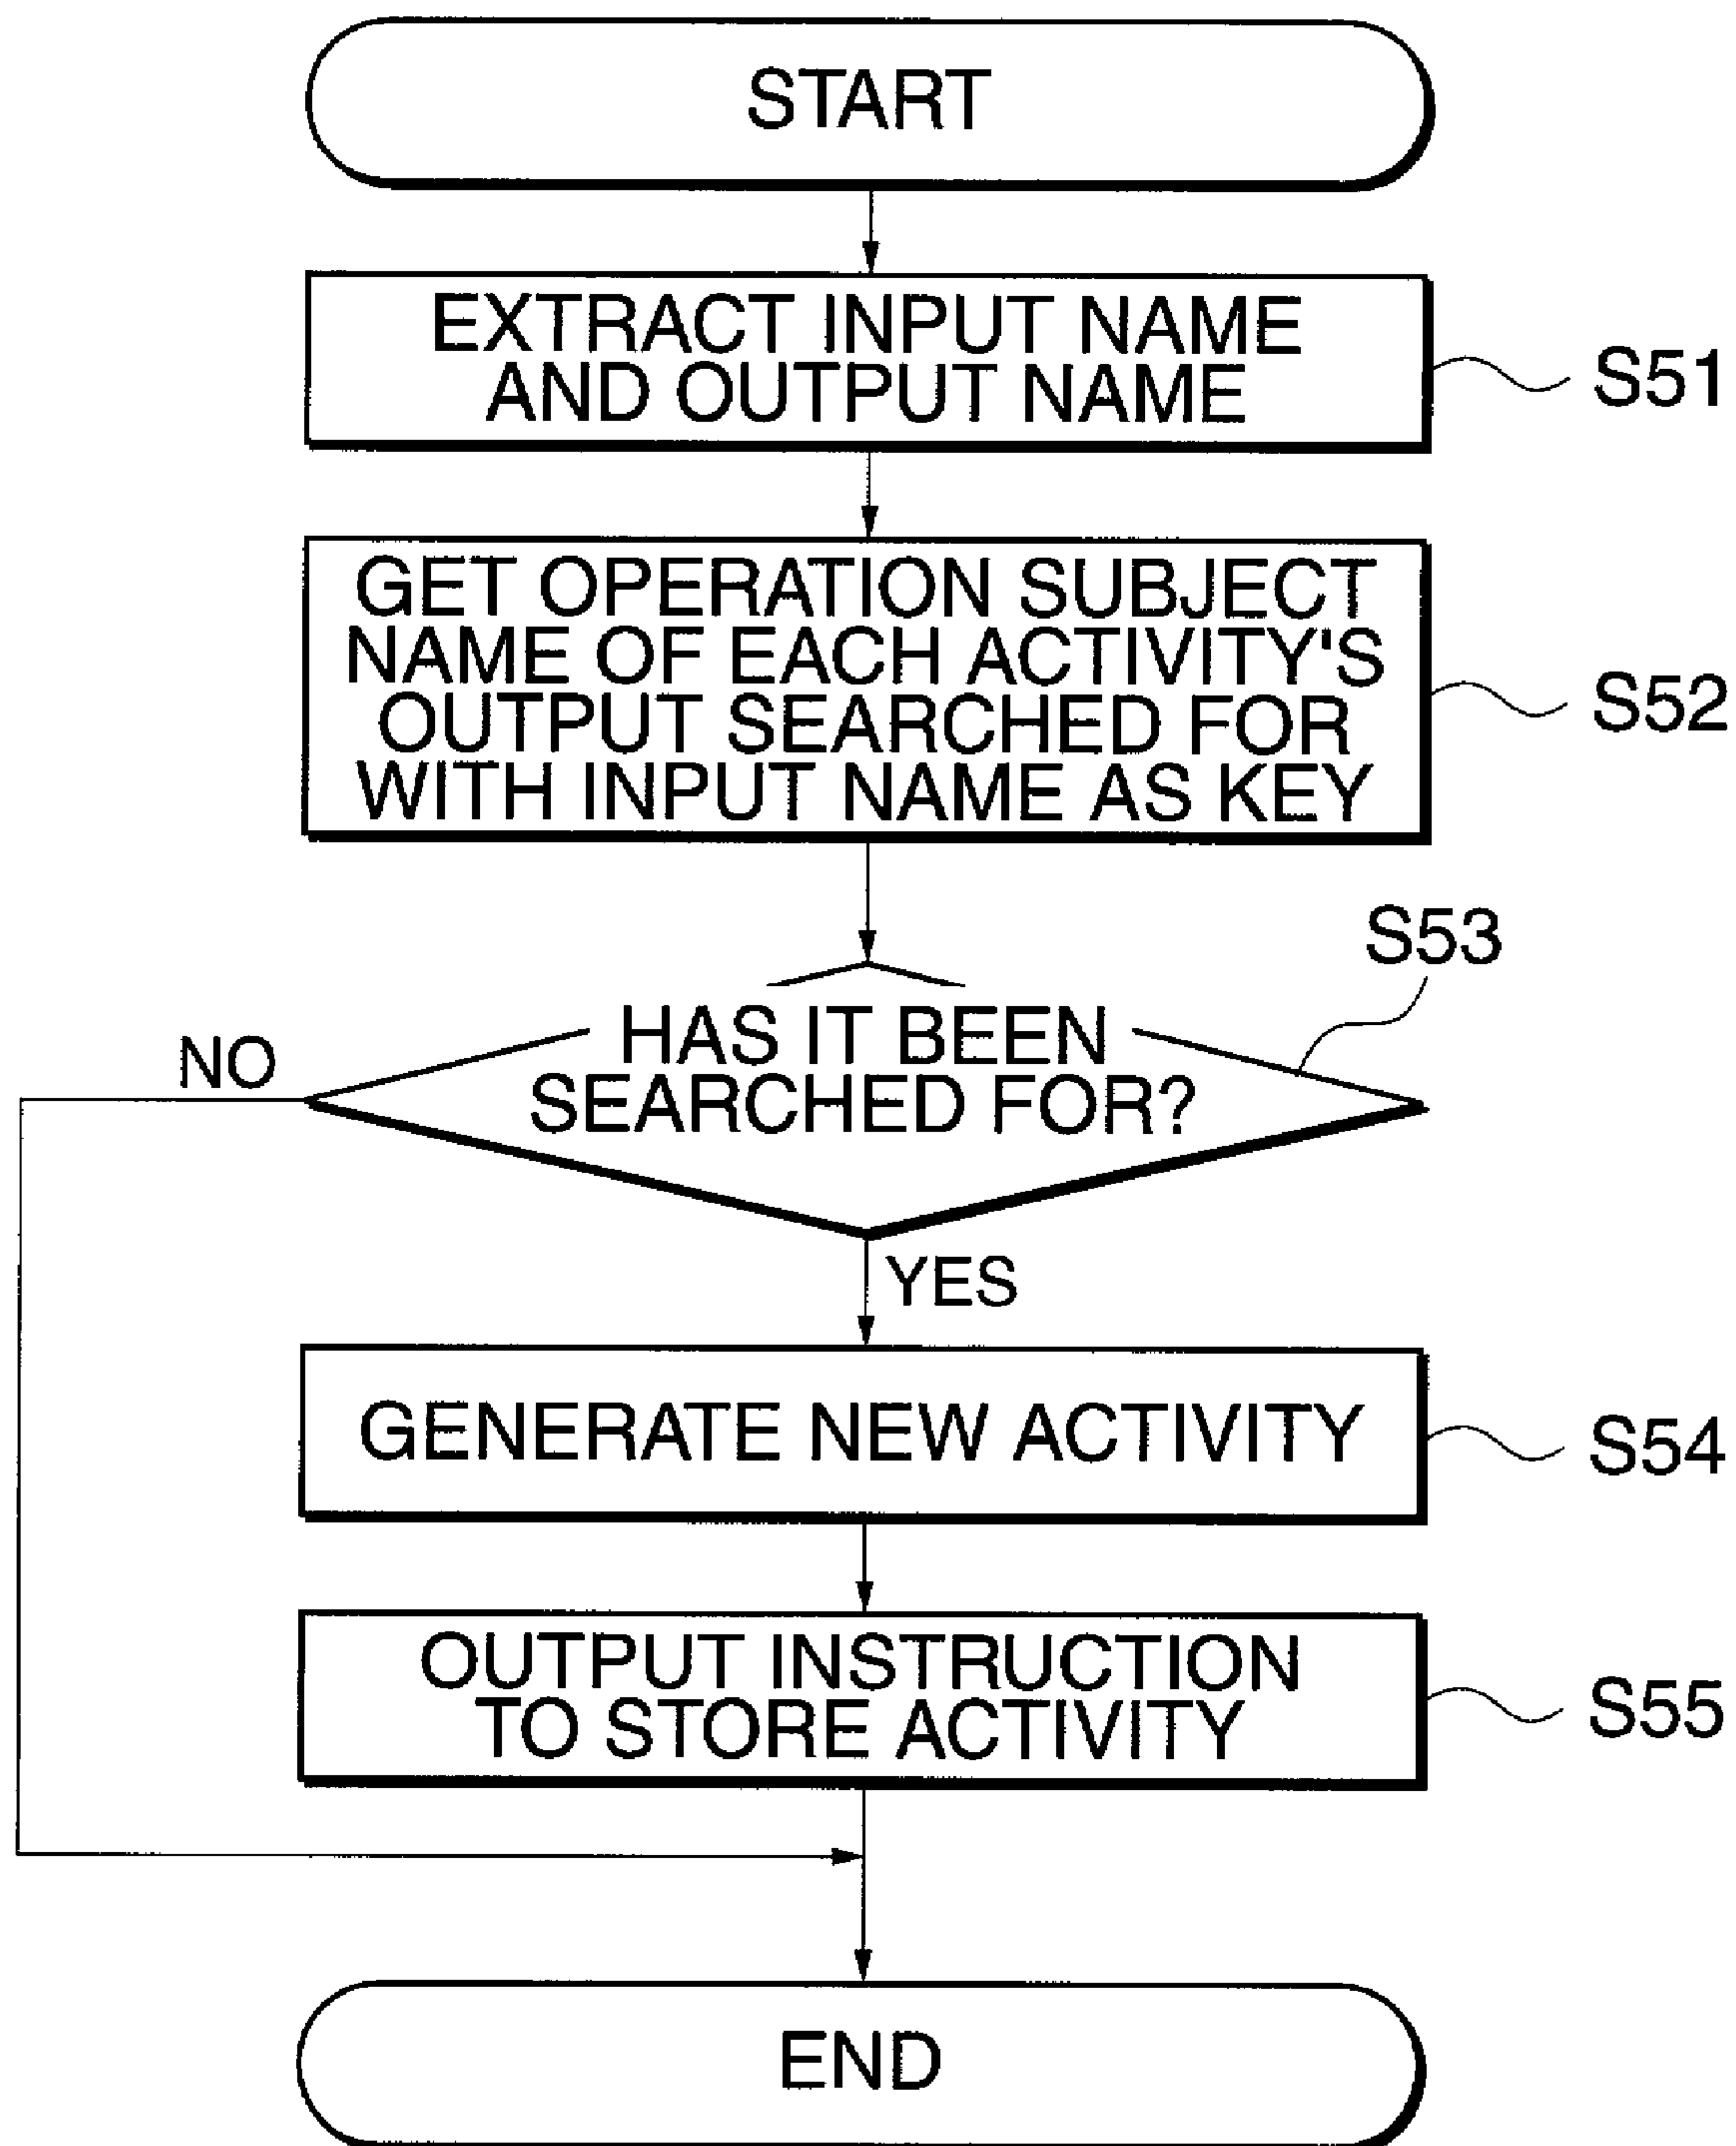 START
EXTRACT INPUT NAME
AND OUTPUT NAME
S51
GET OPERATION SUBJECT
NAME OF EACH ACTIVITY'S
OUTPUT SEARCHED FOR
WITH INPUT NAME AS KEY
S52
S53
HAS IT BEEN
SEARCHED FOR?
NO
YES
GENERATE NEW ACTIVITY
S54
OUTPUT INSTRUCTION
TO STORE ACTIVITY
S55
END